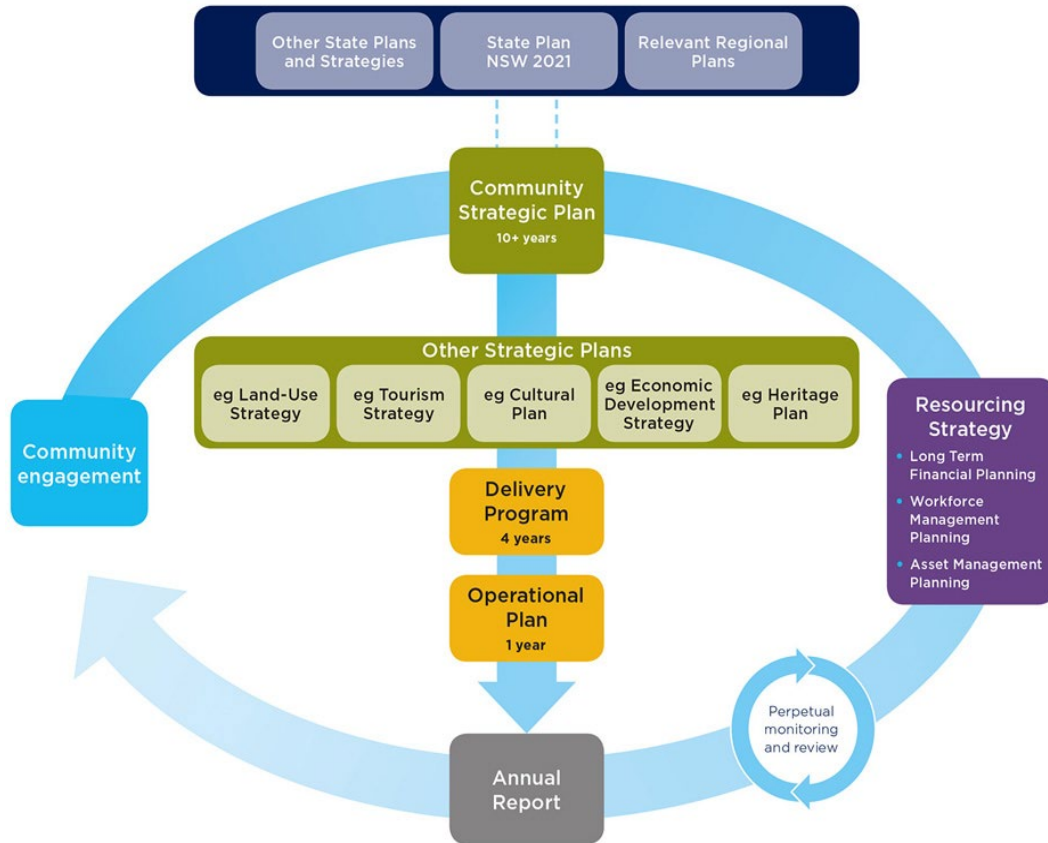 Other State Plans
and Strategies
State Plan
NSW 2021
Relevant Regional
Plans
Community
Strategic Plan
10+ years
Other Strategic Plans
eg Land-Use
Strategy
eg Tourism
Strategy
eg Cultural
Plan
eg Economic
Development
Strategy
eg Heritage
Plan
Community
engagement
Resourcing
Strategy
• Long Term
Financial Planning
• Workforce
Management
Planning
• Asset Management
Planning
Delivery
Program
4 years
Operational
Plan
1 year
Perpetual
monitoring
and review
Annual
Report